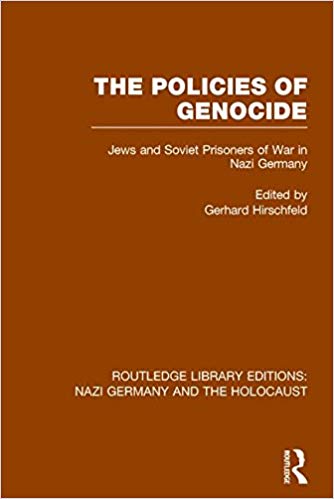 THE POLICIES OF
GENOCIDE
Jews and Soviet Prisoners of War in
Nazi Germany
Edited by
Gerhard Hirschfeld
ROUTLEDGE LIBRARY EDITIONS:
NAZI GERMANY AND THE HOLOCAUST
ROUTLEDGE